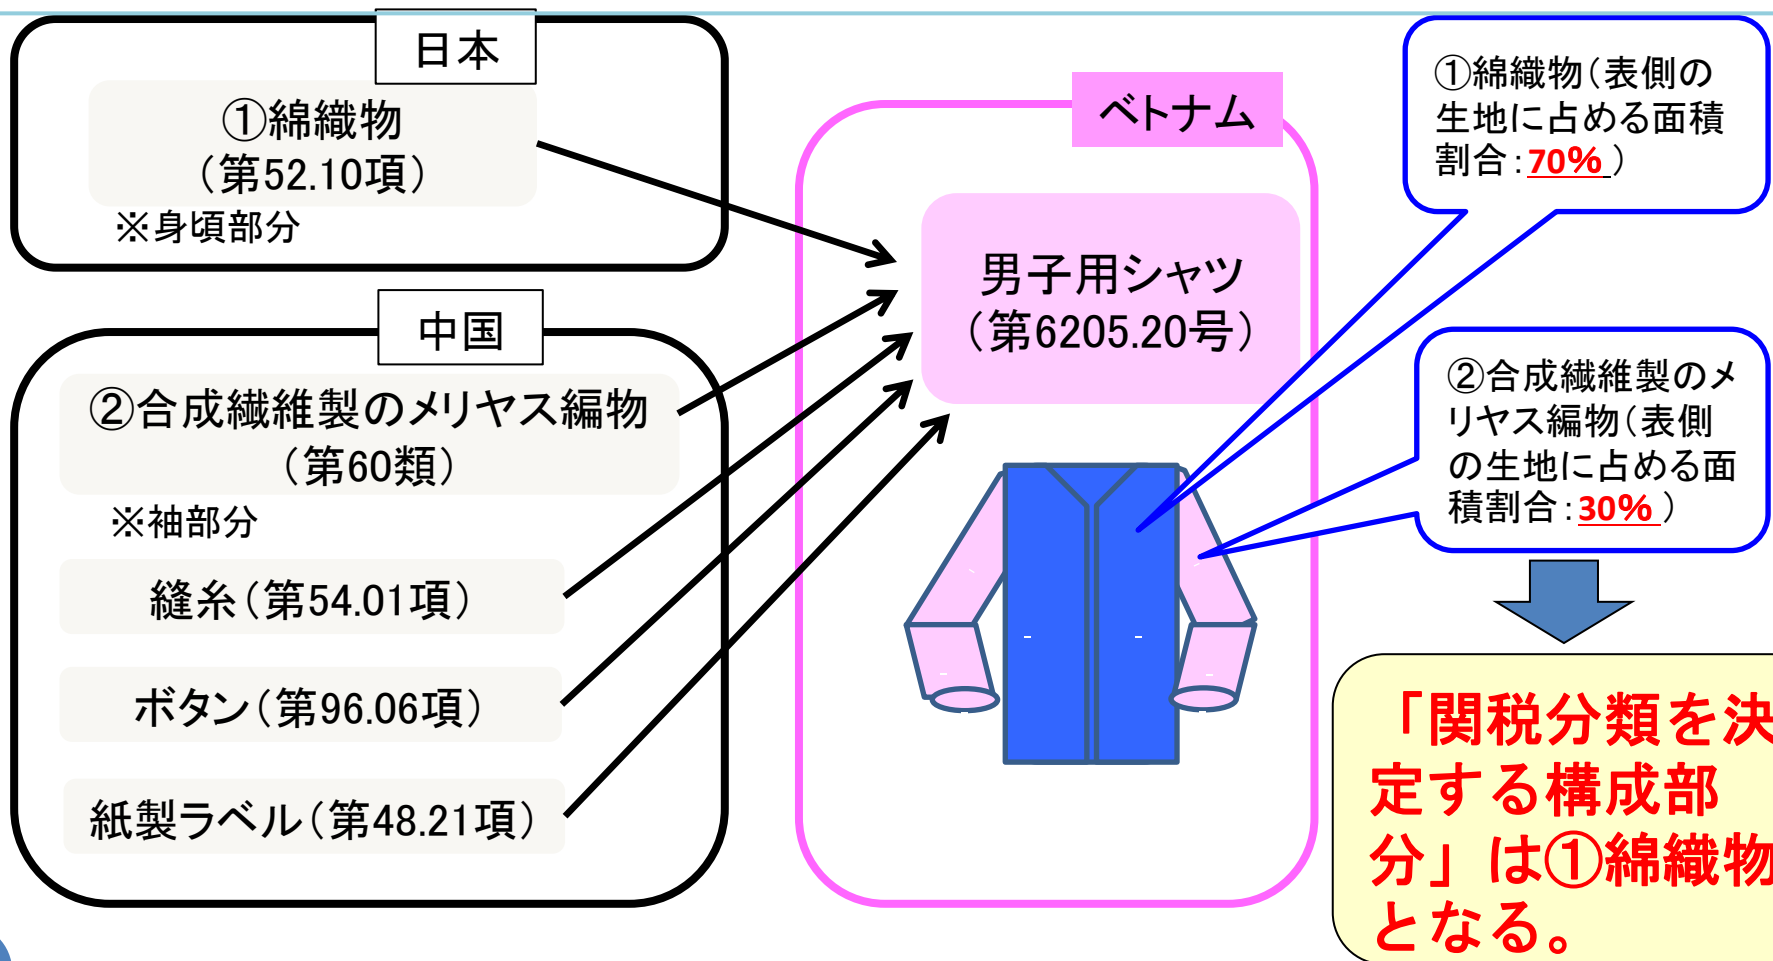 日本
①綿織物
（第52.10項）
※身頃部分
中国
②合成繊維製のメリヤス編物
（第60類）
※袖部分
縫糸（第54.01項）
ボタン（第96.06項）
紙製ラベル（第48.21項）
ベトナム
男子用シャツ
（第6205.20号）
①綿織物（表側の
生地に占める面積
割合：70％ ）
②合成繊維製のメ
リヤス編物（表側
の生地に占める面
積割合：30％ ）
「関税分類を決
定する構成部
分」は①綿織物
となる。